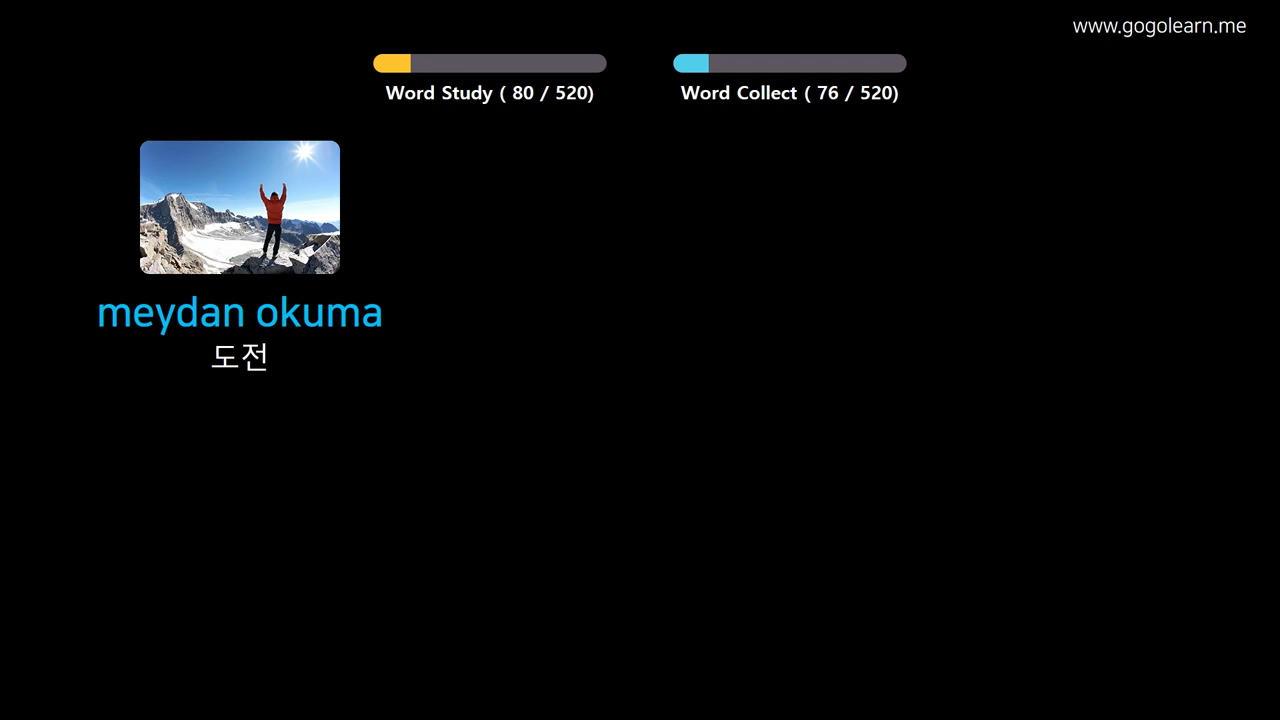 www.gogolearn.me
Word Study ( 80 / 520)
Word Collect ( 76 / 520)
meydan okuma
도전